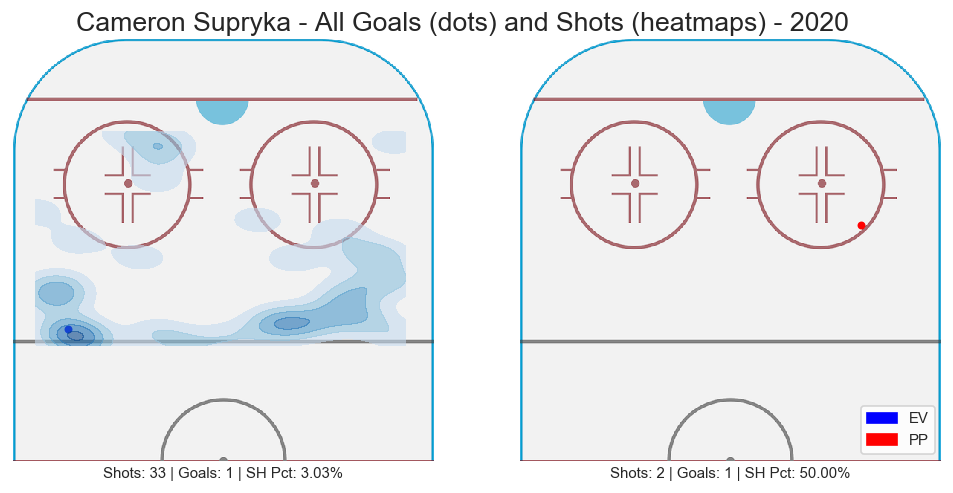 Cameron Supryka - All Goals (dots) and Shots (heatmaps) - 2020
EV
PP
Shots: 33 | Goals: 1 | SH Pct: 3.03%
Shots: 2 | Goals: 1 | SH Pct: 50.00%